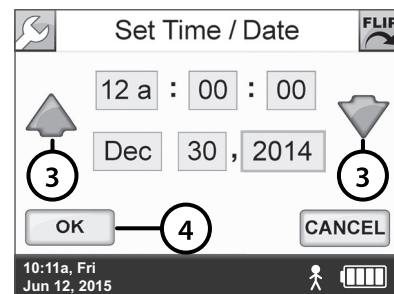 Set Time / Date
FLIP
12 a : 00 : 00
3
3
Dec 30 , 2014
OK
4
CANCEL
10:11a, Fri
Jun 12, 2015